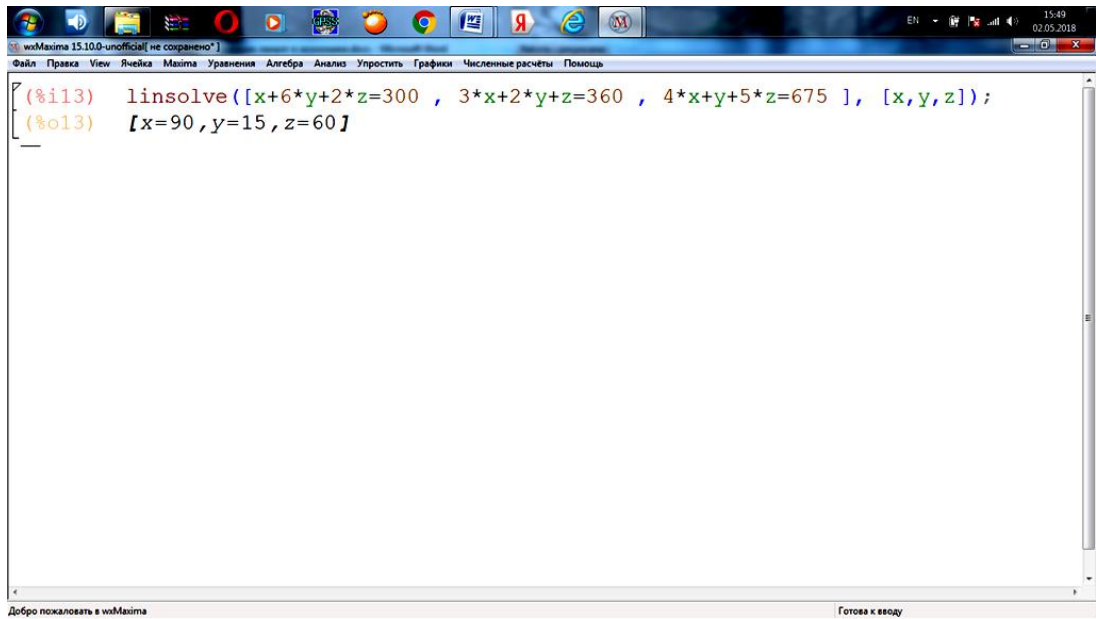 EN
15:49
02.05.2018
wxMaxima 15.10.0-unofficial[ не сохранено* ]
Файл Правка View Ячейка Maxima Уравнения Алгебра Анализ Упростить Графики Численные расчёты Помощь
(%i13) linsolve([x+6*y+2*z=300 , 3*x+2*y+z=360 , 4*x+y+5*z=675 ], [x,y,z]);
(%o13) [x=90,y=15,z=60]
Добро пожаловать в wxMaxima
Готова к вводу